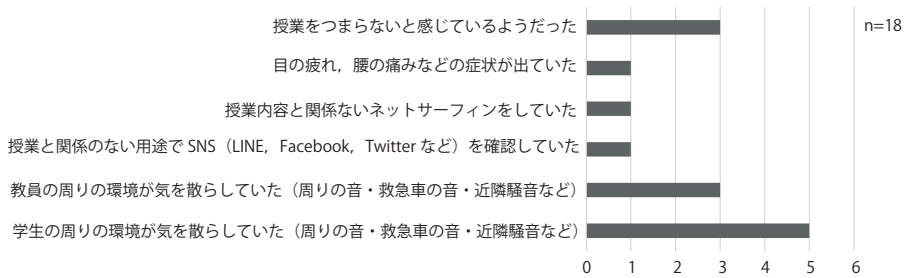 授業をつまらないと感じているようだった
n=18
目の疲れ，腰の痛みなどの症状が出ていた
授業内容と関係ないネットサーフィンをしていた
授業と関係のない用途で SNS（LINE，Facebook，Twitter など）を確認していた
教員の周りの環境が気を散らしていた（周りの音・救急車の音・近隣騒音など）
学生の周りの環境が気を散らしていた（周りの音・救急車の音・近隣騒音など）
0 1 2 3 4 5 6